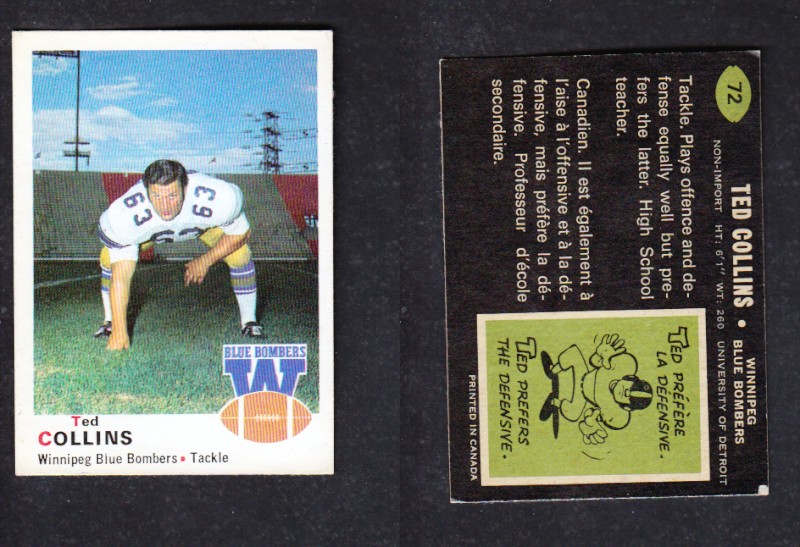 63
63
63
BLUE BOMBERS
W
Ted
COLLINS
Winnipeg Blue Bombers • Tackle
72
TED COLLINS • WINNIPEG
BLUE BOMBERS
NON-IMPORT HT: 6'1" WT: 260 UNIVERSITY OF DETROIT
Tackle. Plays offence and de-
fense equally well but pre-
fers the latter. High School
teacher.
Canadien. Il est également à
l'aise à l'offensive et à la dé-
fensive, mais préfère la dé-
fensive. Professeur d'école
secondaire.
TED PRÉFÈRE
LA DÉFENSIVE.
TED PREFERS
THE DEFENSIVE.
PRINTED IN CANADA